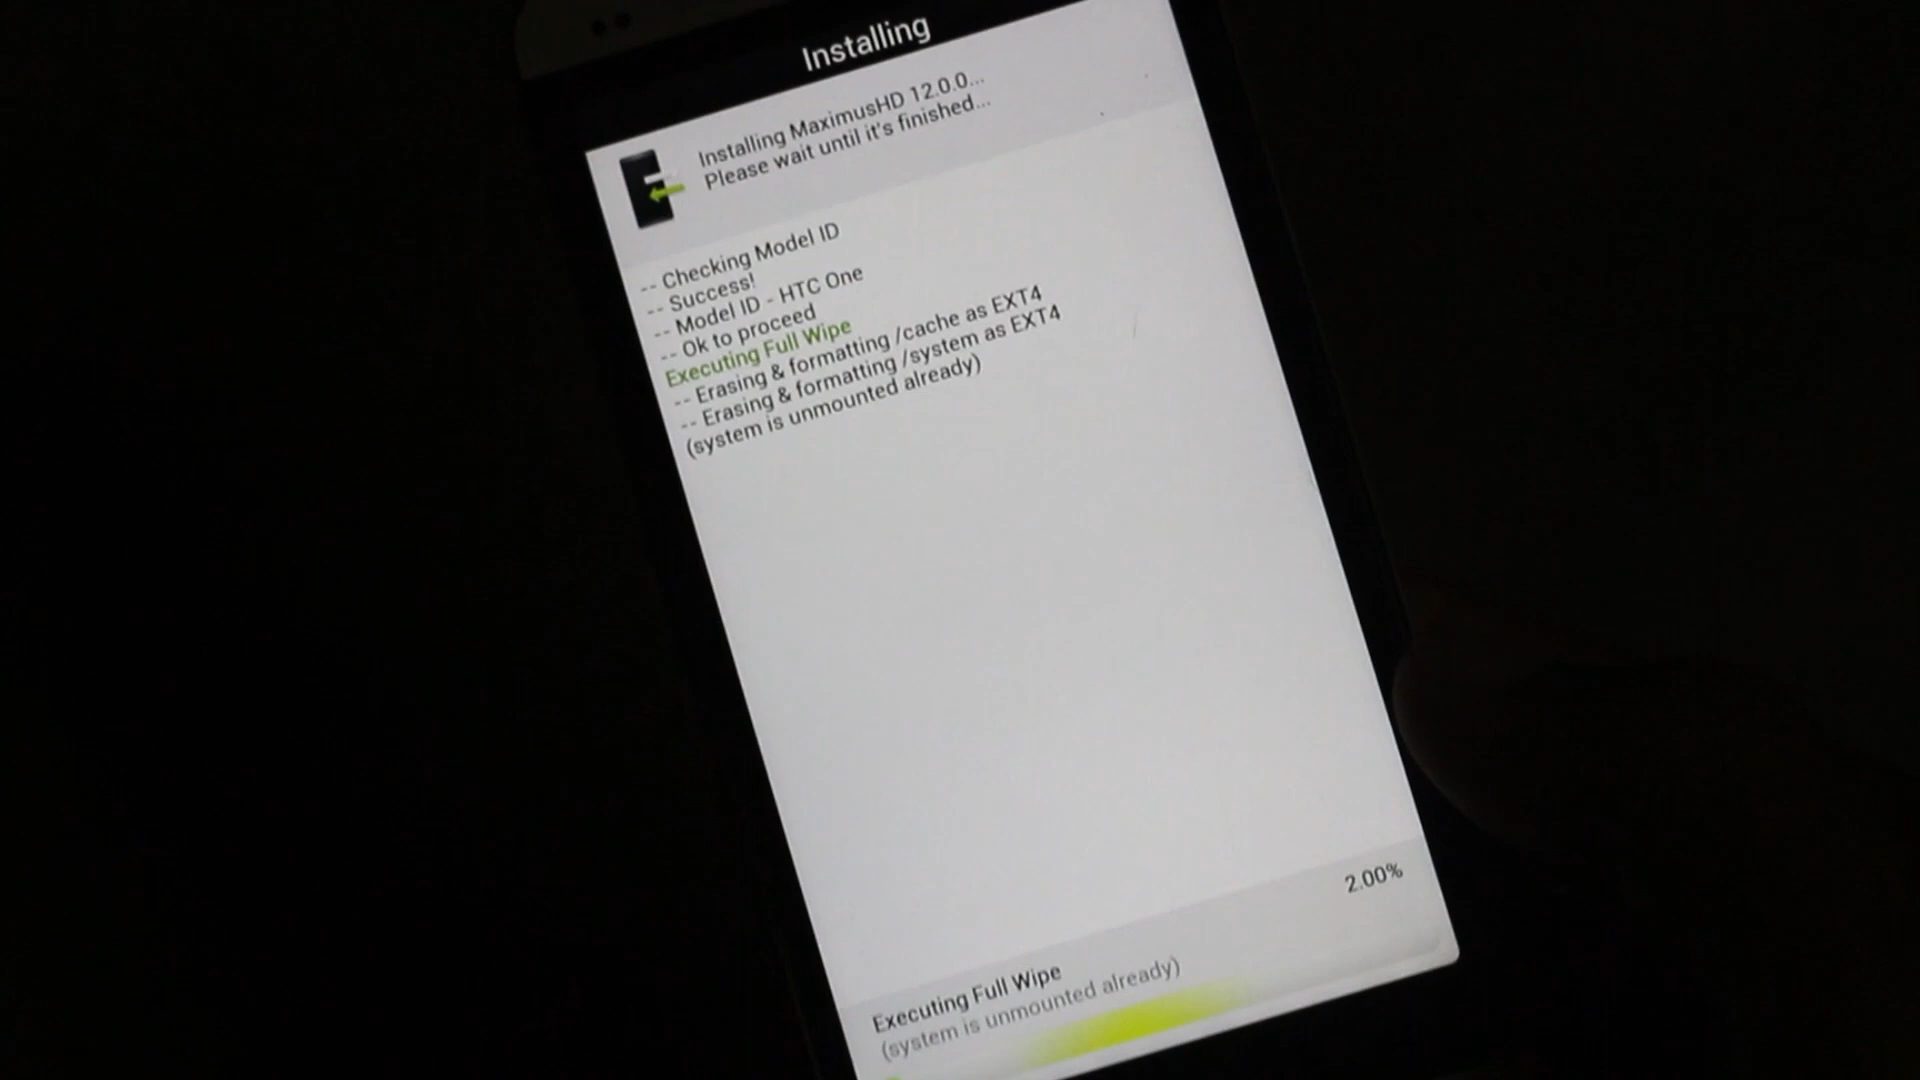 Installing
Installing MaximusHD 12.0.0...
Please wait until it's finished...
-- Checking Model ID
-- Success!
-- Model ID - HTC One
-- Ok to proceed
Executing Full Wipe
-- Erasing & formatting /cache as EXT4
-- Erasing & formatting /system as EXT4
(system is unmounted already)
2.00%
Executing Full Wipe
(system is unmounted already)